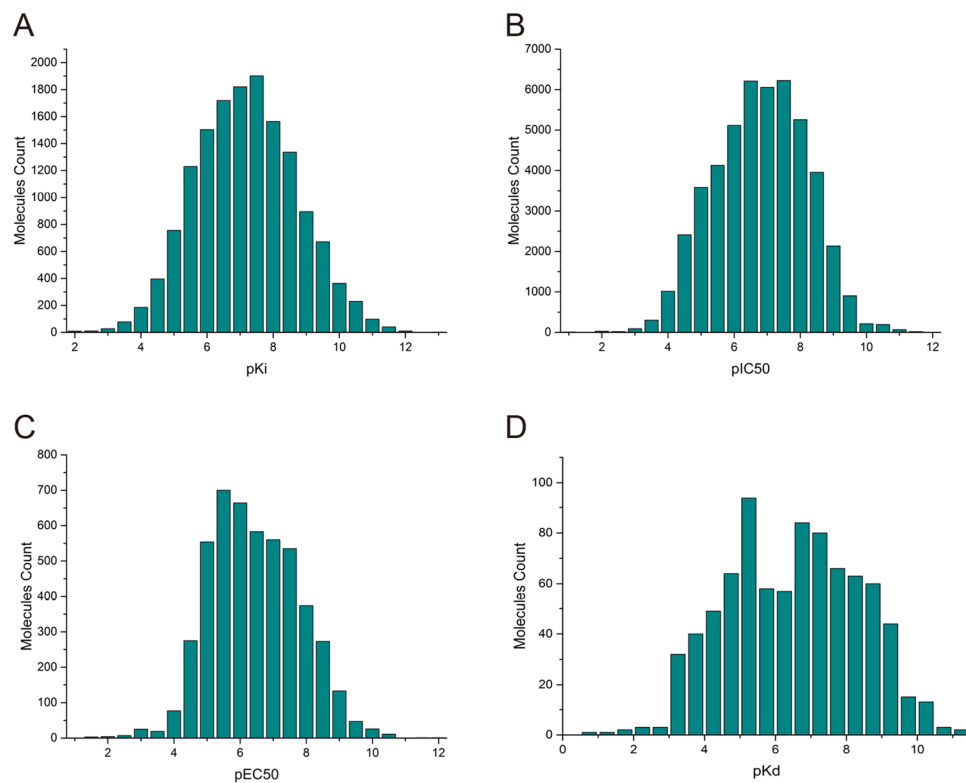 A
2000
1800
1600
1400
1200
1000
800
600
400
200
0
2 4 6 8 10 12
Molecules Count
pKi
B
7000
6000
5000
4000
3000
2000
1000
0
2 4 6 8 10 12
Molecules Count
pIC50
C
800
700
600
500
400
300
200
100
0
2 4 6 8 10 12
Molecules Count
pEC50
D
100
80
60
40
20
0
0 2 4 6 8 10
Molecules Count
pKd